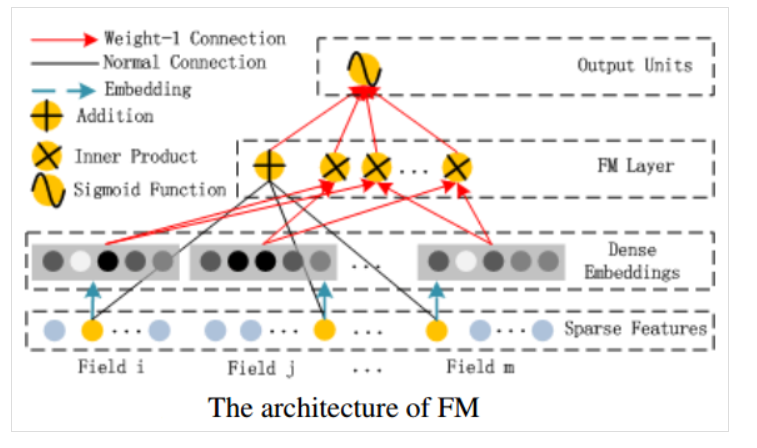 Weight-1 Connection
Normal Connection
Embedding
Addition
Inner Product
Sigmoid Function
Output Units
...
FM Layer
...
Dense
Embeddings
... ... ... ...
Sparse Features
Field i Field j ... Field m
The architecture of FM